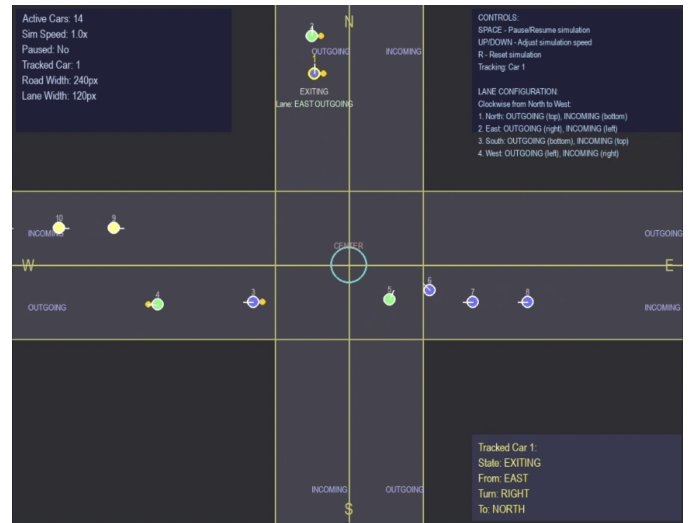 Active Cars: 14
Sim Speed: 1.0x
Paused: No
Tracked Car: 1
Road Width: 240px
Lane Width: 120px
CONTROLS:
SPACE - Pause/Resume simulation
UP/DOWN - Adjust simulation speed
R - Reset simulation
Tracking: Car 1
LANE CONFIGURATION:
Clockwise from North to West:
1. North: OUTGOING (top), INCOMING (bottom)
2. East: OUTGOING (right), INCOMING (left)
3. South: OUTGOING (bottom), INCOMING (top)
4. West: OUTGOING (left), INCOMING (right)
N
2
OUTGOING INCOMING
1
EXITING
Lane: EAST OUTGOING
10 9
INCOMING OUTGOING
CENTER
W E
4 3 5 6 7 8
OUTGOING INCOMING
INCOMING OUTGOING
S
Tracked Car 1:
State: EXITING
From: EAST
Turn: RIGHT
To: NORTH